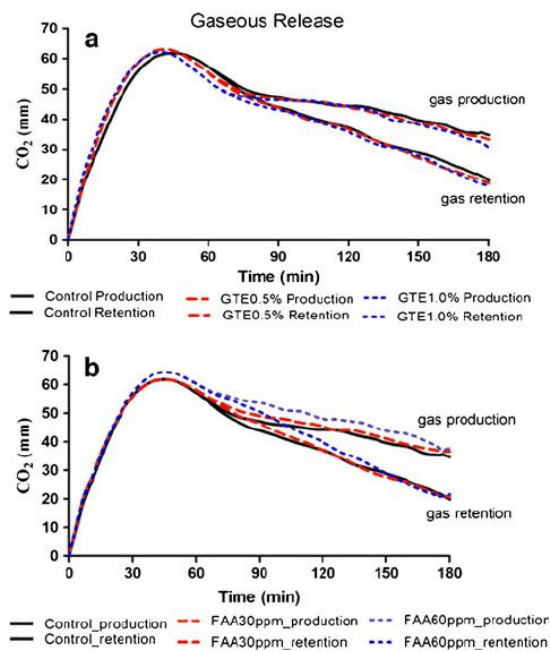 Gaseous Release
a
70
60
50
40
30
20
10
0
CO₂ (mm)
gas production
gas retention
0 30 60 90 120 150 180
Time (min)
Control Production GTE0.5% Production GTE1.0% Production
Control Retention GTE0.5% Retention GTE1.0% Retention
b
70
60
50
40
30
20
10
0
CO₂ (mm)
gas production
gas retention
0 30 60 90 120 150 180
Time (min)
Control_production FAA30ppm_production FAA60ppm_production
Control_retention FAA30ppm_retention FAA60ppm_rentention